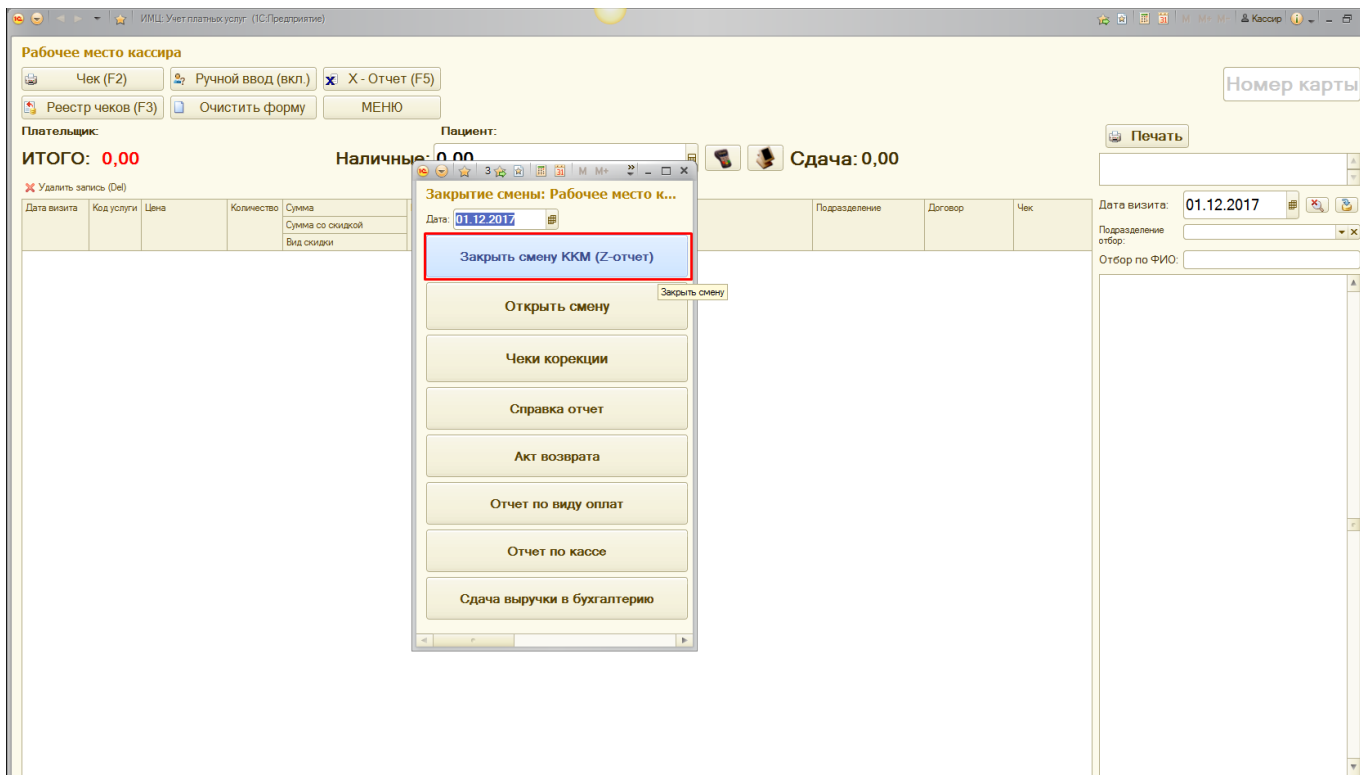 ИМЦ: Учет платных услуг (1С:Предприятие)
M M+ M- Кассир
Рабочее место кассира
Чек (F2) Ручной ввод (вкл.) X - Отчет (F5)
Номер карты
Реестр чеков (F3) Очистить форму МЕНЮ
Плательщик: Пациент:
Печать
ИТОГО: 0,00 Наличные: 0,00 Сдача: 0,00
З M M+
Удалить запись (Del)
Закрытие смены: Рабочее место к...
Дата визита Код услуги Цена Количество Сумма Подразделение Договор Чек
Сумма со скидкой
Вид скидки
Дата: 01.12.2017
Дата визита: 01.12.2017
Подразделение
отбор:
Отбор по ФИО:
Закрыть смену ККМ (Z-отчет)
Закрыть смену
Открыть смену
Чеки корекции
Справка отчет
Акт возврата
Отчет по виду оплат
Отчет по кассе
Сдача выручки в бухгалтерию